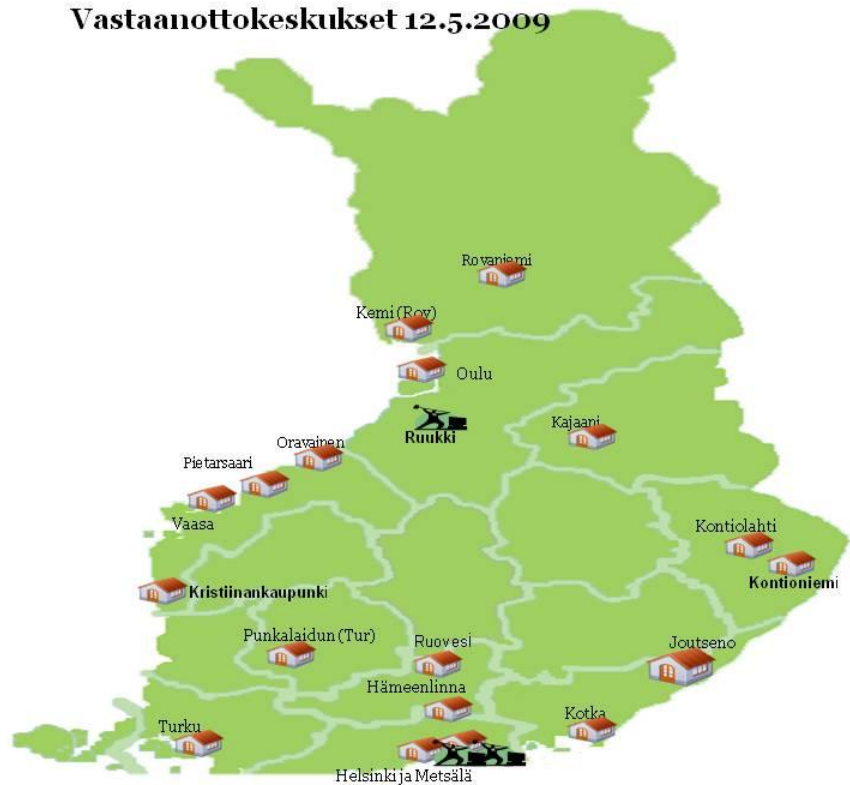 Vastaanottokeskukset 12.5.2009
Rovaniemi
Kemi (Rov)
Oulu
Ruukki
Kajaani
Oravainen
Pietarsaari
Vaasa
Kontiolahti
Kontioniemi
Kristiinankaupunki
Punkalaidun (Tur)
Ruovesi
Joutseno
Hämeenlinna
Kotka
Turku
Helsinki ja Metsälä